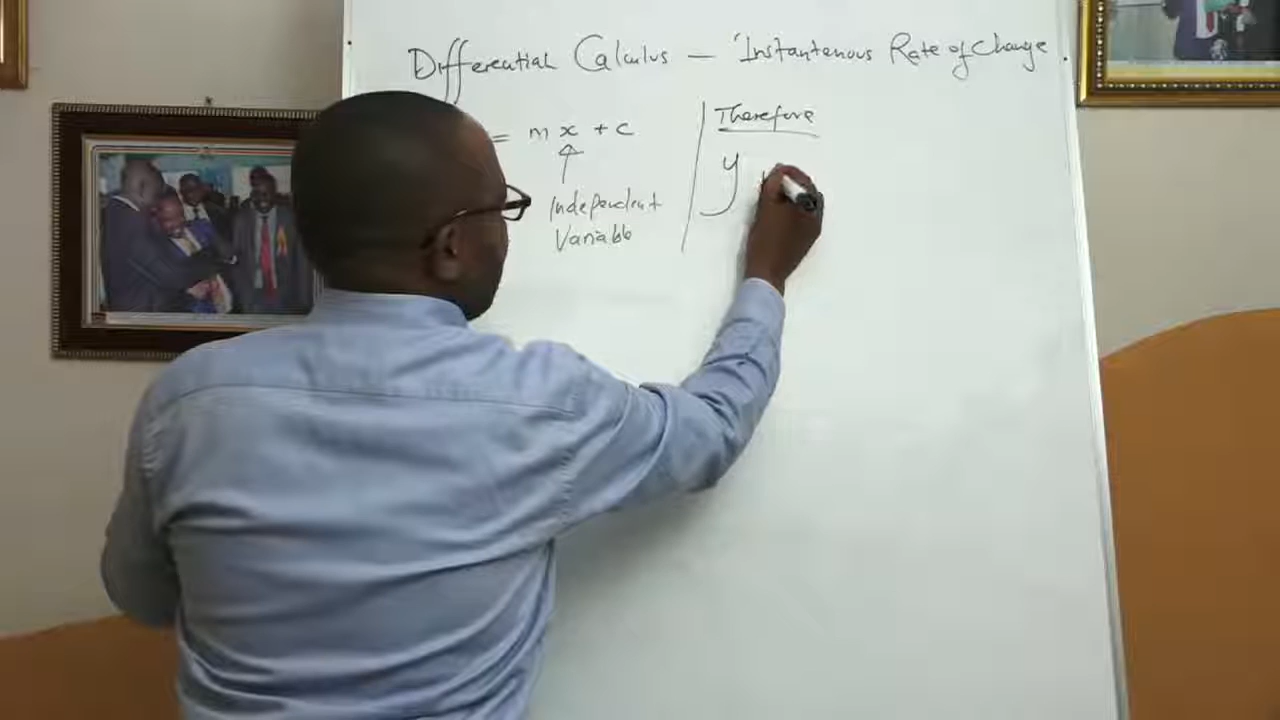 Differential Calculus — 'Instantenous Rate of Change
= mx + c
Independent
Variable
Therefore
y